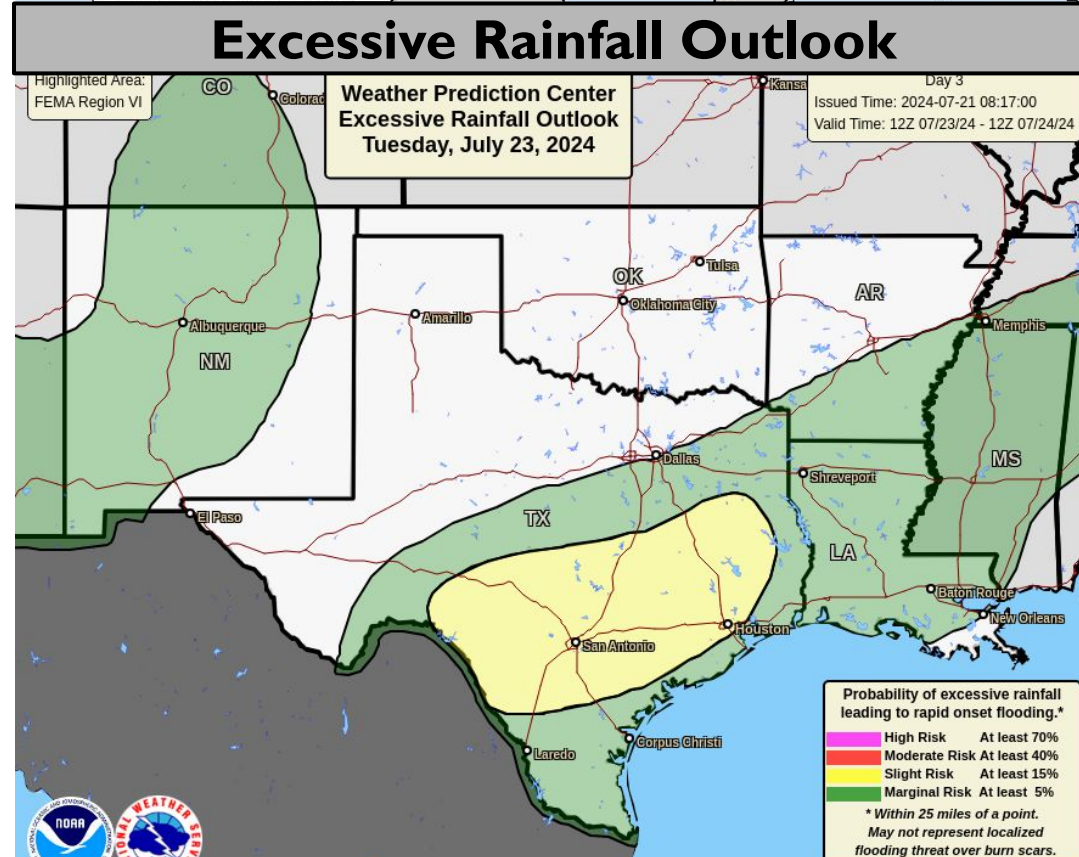 Excessive Rainfall Outlook
Highlighted Area:
FEMA Region VI
Weather Prediction Center
Excessive Rainfall Outlook
Tuesday, July 23, 2024
Day 3
Issued Time: 2024-07-21 08:17:00
Valid Time: 12Z 07/23/24 - 12Z 07/24/24
CO
Colorad
Kansa
OK
Tulsa
Oklahoma City
AR
Amarillo
Albuquerque
Memphis
NM
Dallas
MS
Shreveport
El Paso
TX
LA
Baton Rouge
New Orleans
Houston
San Antonio
Laredo
Corpus Christi
Probability of excessive rainfall
leading to rapid onset flooding.*
High Risk At least 70%
Moderate Risk At least 40%
Slight Risk At least 15%
Marginal Risk At least 5%
* Within 25 miles of a point.
May not represent localized
flooding threat over burn scars.
NOAA
WEATHER